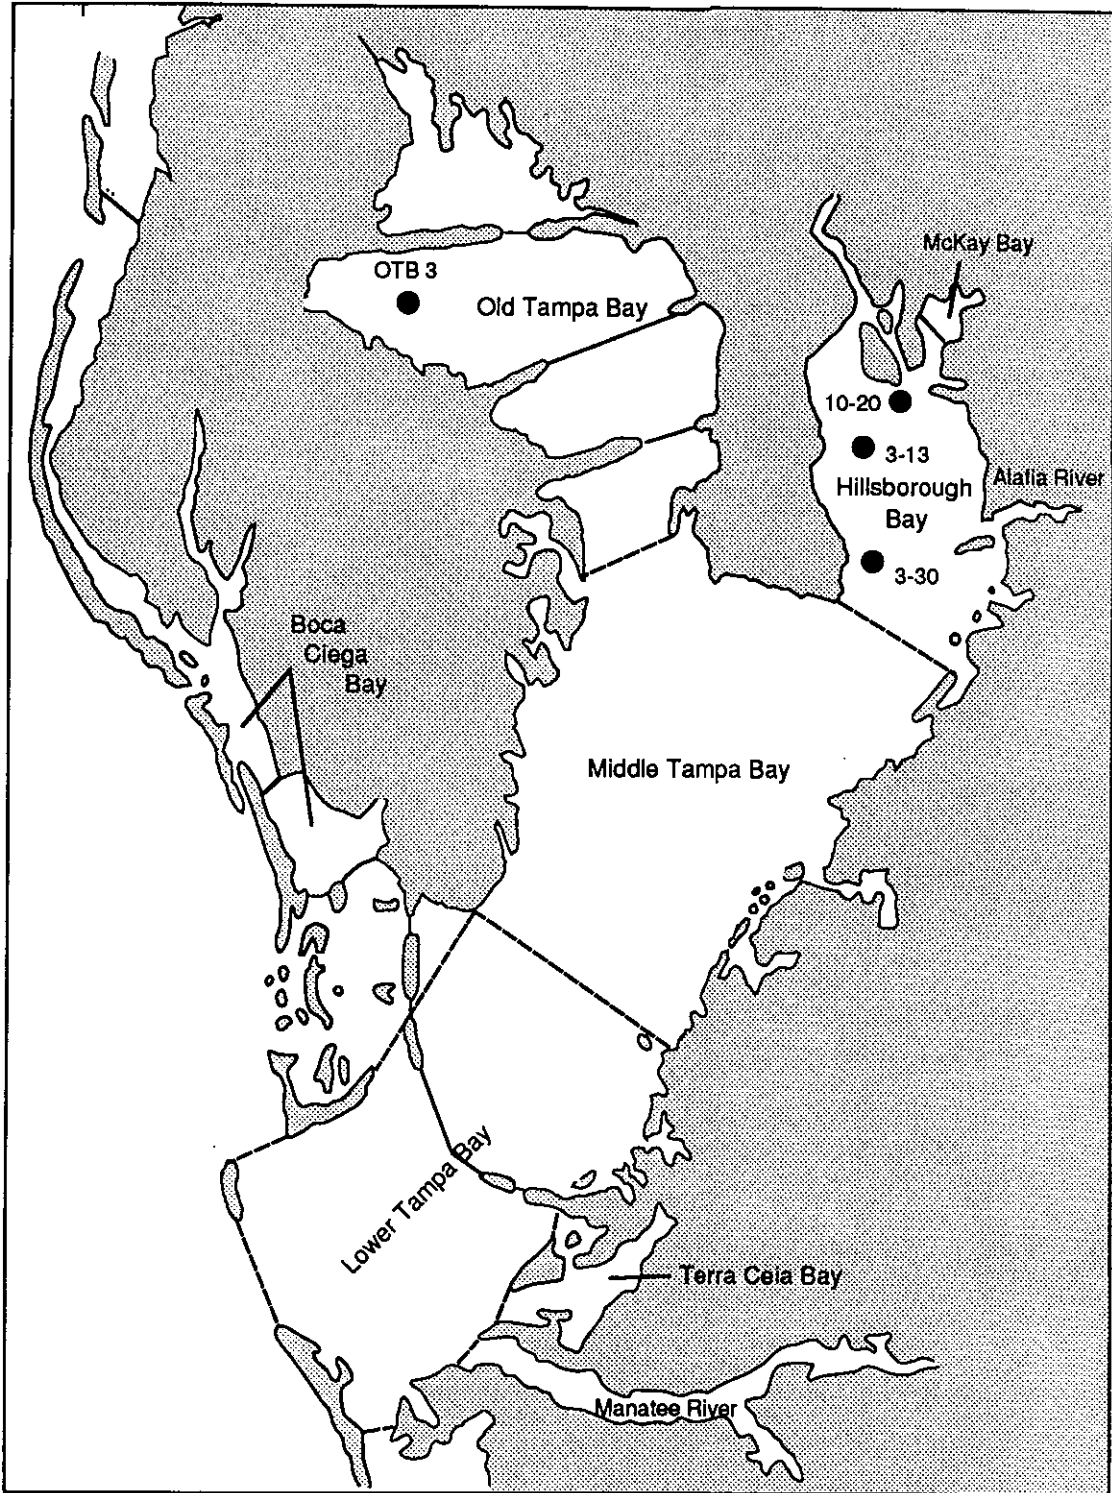 McKay Bay
OTB 3
Old Tampa Bay
10-20
3-13
Alafia River
Hillsborough
Bay
3-30
Boca
Ciega
Bay
Middle Tampa Bay
Lower Tampa Bay
Terra Ceia Bay
Manatee River